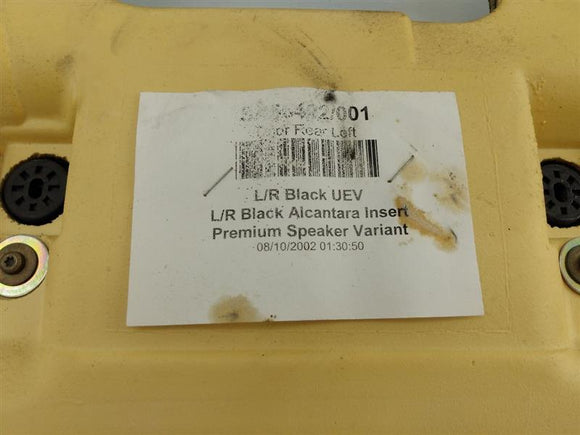 Door Rear Left
L/R Black UEV
L/R Black Alcantara Insert
Premium Speaker Variant
08/10/2002 01:30:50